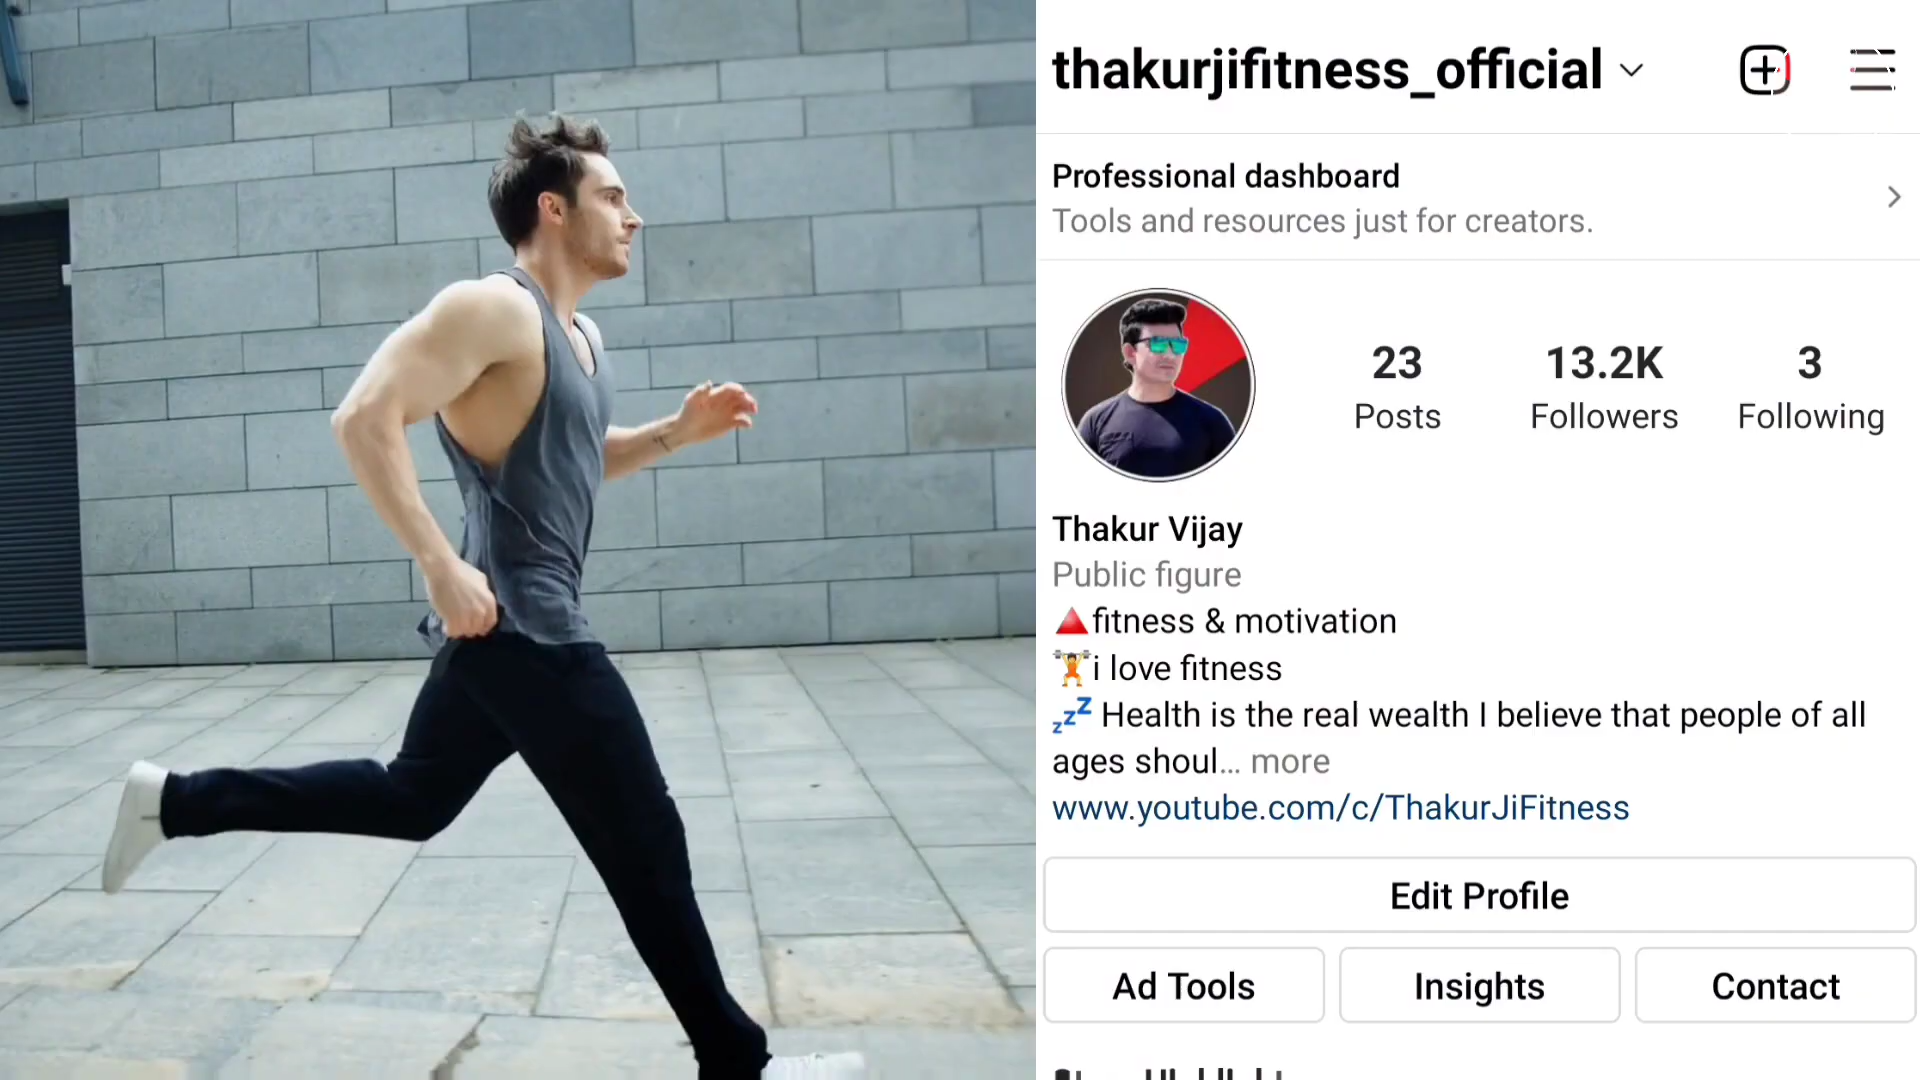 thakurjifitness_official
Professional dashboard
Tools and resources just for creators.
23
Posts
13.2K
Followers
3
Following
Thakur Vijay
Public figure
🔺fitness & motivation
🏋️i love fitness
💤 Health is the real wealth I believe that people of all
ages shoul... more
www.youtube.com/c/ThakurJiFitness
Edit Profile
Ad Tools
Insights
Contact